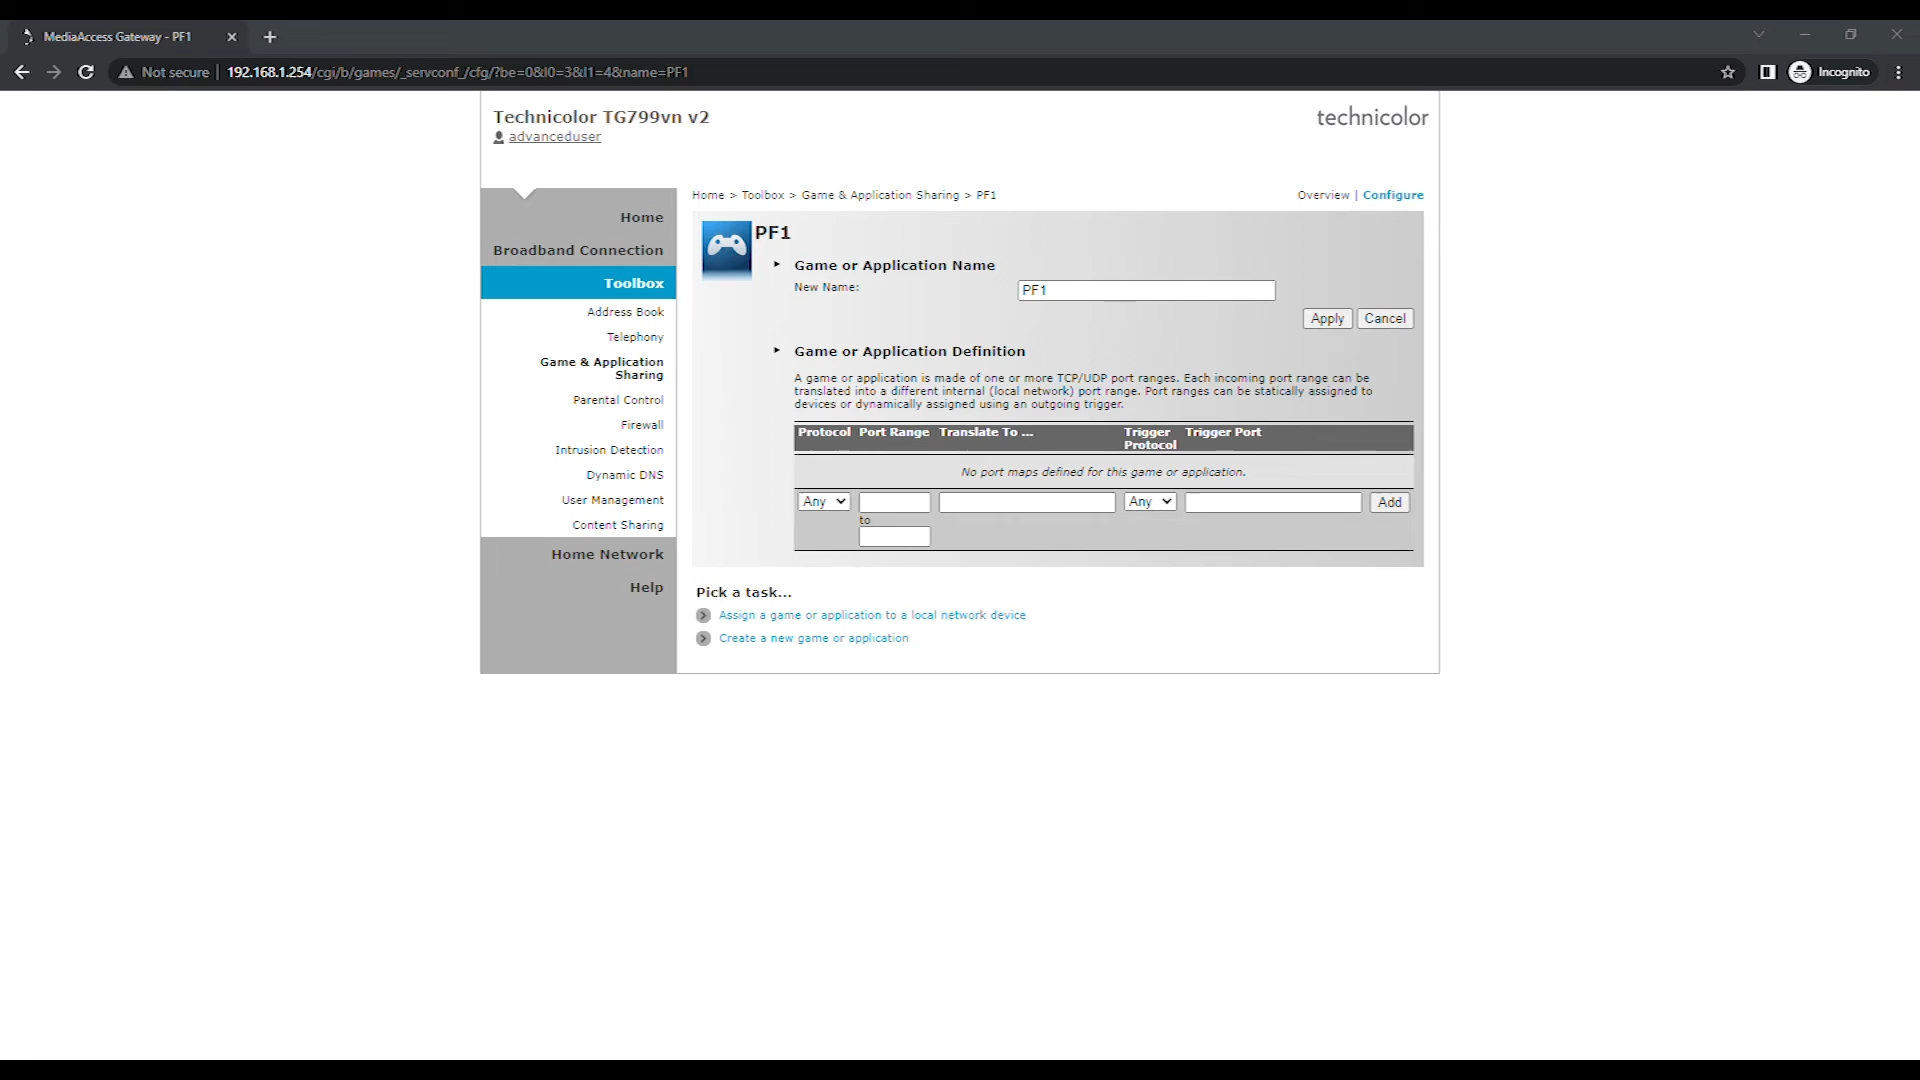 MediaAccess Gateway - PF1
Not secure
192.168.1.254/cgi/b/games/_servconf_/cfg/?be=0&l0=3&l1=4&name=PF1
Incognito
Technicolor TG799vn v2
technicolor
advanceduser
Home > Toolbox > Game & Application Sharing > PF1
Overview | Configure
Home
Broadband Connection
Toolbox
Address Book
Telephony
Game & Application
Sharing
Parental Control
Firewall
Intrusion Detection
Dynamic DNS
User Management
Content Sharing
Home Network
Help
PF1
Game or Application Name
New Name:
PF1
Apply
Cancel
Game or Application Definition
A game or application is made of one or more TCP/UDP port ranges. Each incoming port range can be
translated into a different internal (local network) port range. Port ranges can be statically assigned to
devices or dynamically assigned using an outgoing trigger.
Protocol Port Range Translate To ... Trigger Protocol Trigger Port
No port maps defined for this game or application.
Any
to
Any
Add
Pick a task...
Assign a game or application to a local network device
Create a new game or application